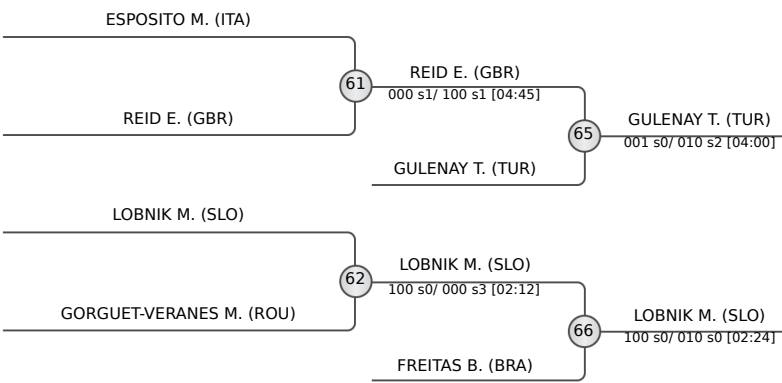 ESPOSITO M. (ITA)
61
REID E. (GBR)
000 s1/ 100 s1 [04:45]
REID E. (GBR)
65
GULENAY T. (TUR)
001 s0/ 010 s2 [04:00]
GULENAY T. (TUR)
LOBNIK M. (SLO)
62
LOBNIK M. (SLO)
100 s0/ 000 s3 [02:12]
GORGUET-VERANES M. (ROU)
66
LOBNIK M. (SLO)
100 s0/ 010 s0 [02:24]
FREITAS B. (BRA)